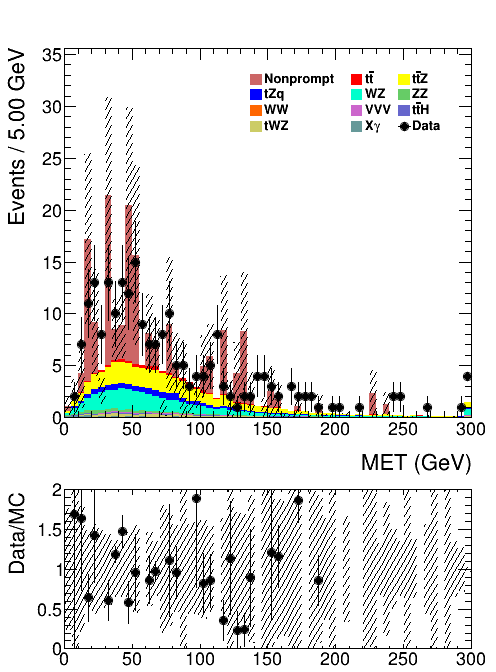 Events / 5.00 GeV
35
30
25
20
15
10
5
0
Nonprompt tt̄ tt̄Z
tZq WZ ZZ
WW VVV tt̄H
tWZ Xγ Data
0 50 100 150 200 250 300
MET (GeV)
Data/MC
2
1.5
1
0.5
0
0 50 100 150 200 250 300